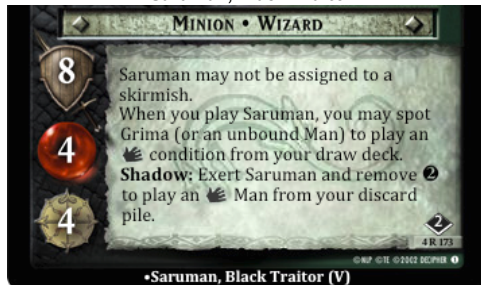 MINION • WIZARD
8
Saruman may not be assigned to a
skirmish.
When you play Saruman, you may spot
Grima (or an unbound Man) to play an
condition from your draw deck.
4
Shadow: Exert Saruman and remove 2
to play an Man from your discard
pile.
4
2
4 R 173
©NLP ©TE ©2002 DECIPHER
•Saruman, Black Traitor (V)